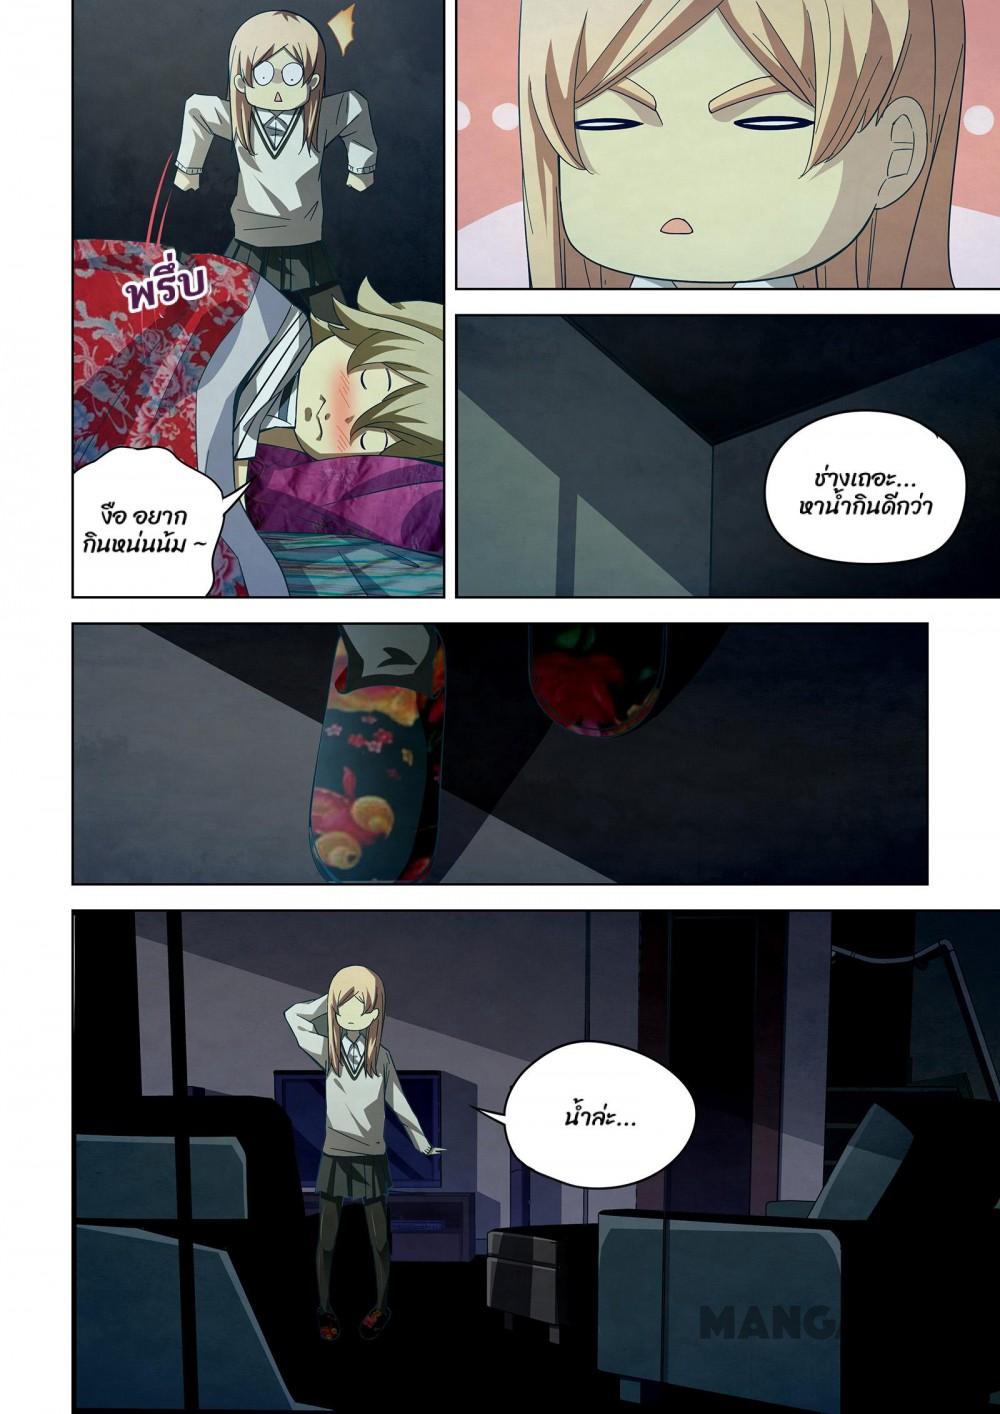 พรึ่บ
งือ อยาก
กินหน่นน้ม ~
ช่างเถอะ...
หาน้ำกินดีกว่า
น้ำล่ะ...
MANGA